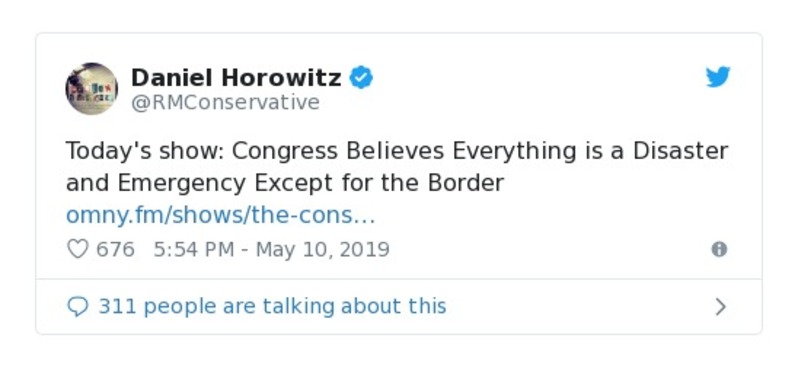 Daniel Horowitz
@RMConservative
Today's show: Congress Believes Everything is a Disaster
and Emergency Except for the Border
omny.fm/shows/the-cons…
676 5:54 PM - May 10, 2019
311 people are talking about this